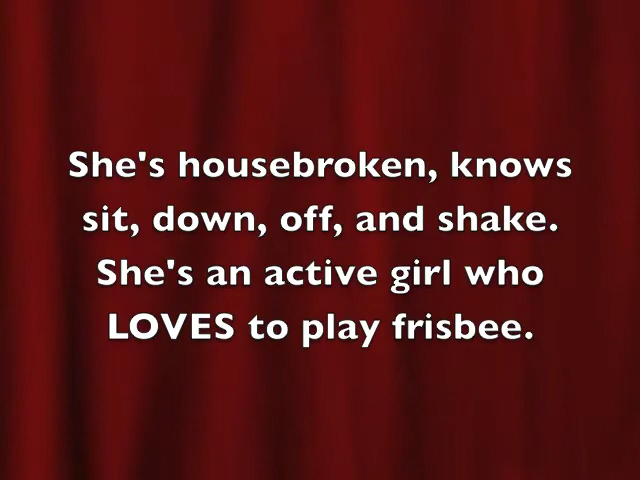 She's housebroken, knows
sit, down, off, and shake.
She's an active girl who
LOVES to play frisbee.